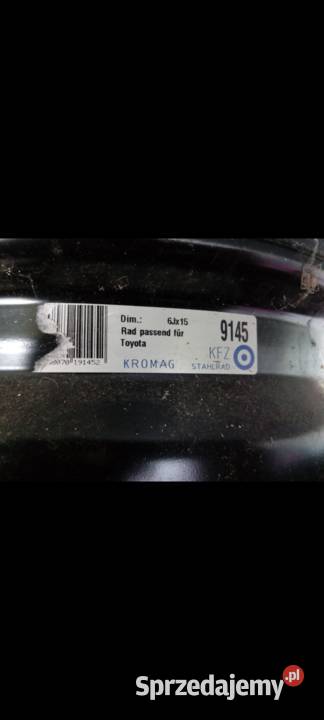 Dim.: 6Jx15
Rad passend für
Toyota
9145
KFZ
KROMAG STAHLRAD
Sprzedajemy.pl